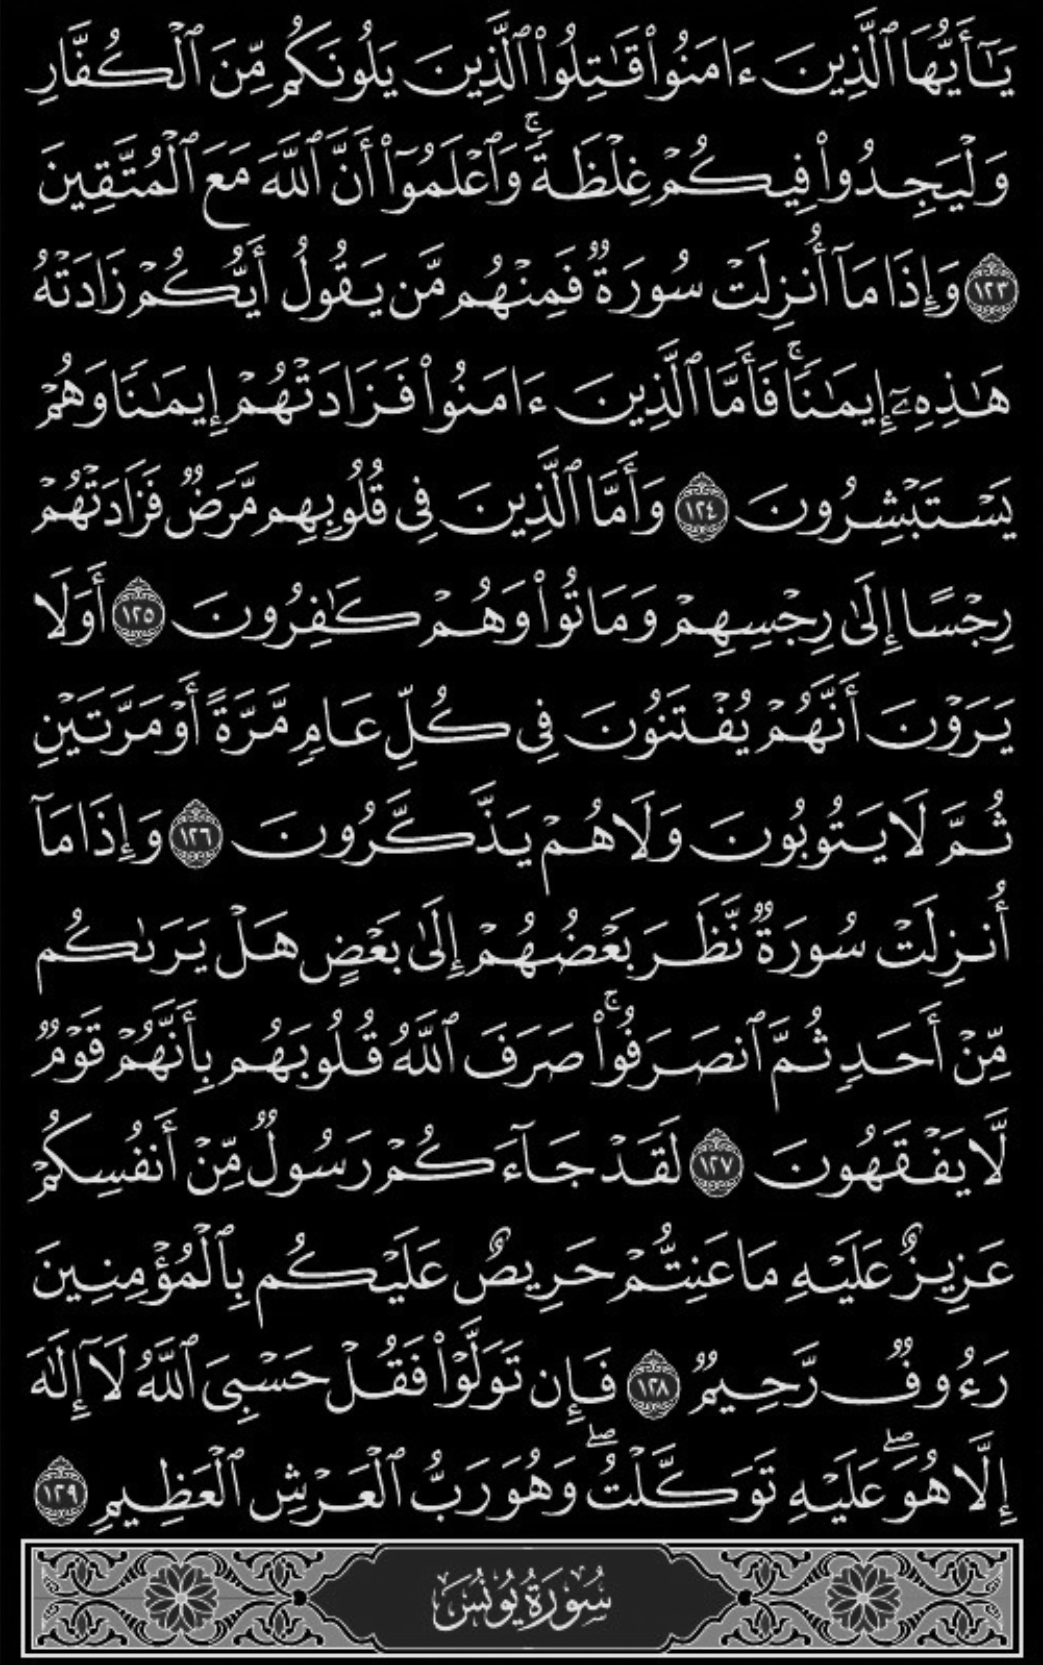 يَٰٓأَيُّهَا ٱلَّذِينَ ءَامَنُوا۟ قَٰتِلُوا۟ ٱلَّذِينَ يَلُونَكُم مِّنَ ٱلْكُفَّارِ
وَلْيَجِدُوا۟ فِيكُمْ غِلْظَةً ۚ وَٱعْلَمُوٓا۟ أَنَّ ٱللَّهَ مَعَ ٱلْمُتَّقِينَ
١٢٣ وَإِذَا مَآ أُنزِلَتْ سُورَةٌ فَمِنْهُم مَّن يَقُولُ أَيُّكُمْ زَادَتْهُ
هَٰذِهِۦٓ إِيمَٰنًا ۚ فَأَمَّا ٱلَّذِينَ ءَامَنُوا۟ فَزَادَتْهُمْ إِيمَٰنًا وَهُمْ
يَسْتَبْشِرُونَ ١٢٤ وَأَمَّا ٱلَّذِينَ فِى قُلُوبِهِم مَّرَضٌ فَزَادَتْهُمْ
رِجْسًا إِلَىٰ رِجْسِهِمْ وَمَاتُوا۟ وَهُمْ كَٰفِرُونَ ١٢٥ أَوَلَا
يَرَوْنَ أَنَّهُمْ يُفْتَنُونَ فِى كُلِّ عَامٍ مَّرَّةً أَوْ مَرَّتَيْنِ
ثُمَّ لَا يَتُوبُونَ وَلَا هُمْ يَذَّكَّرُونَ ١٢٦ وَإِذَا مَآ
أُنزِلَتْ سُورَةٌ نَّظَرَ بَعْضُهُمْ إِلَىٰ بَعْضٍ هَلْ يَرَىٰكُم
مِّنْ أَحَدٍ ثُمَّ ٱنصَرَفُوا۟ ۚ صَرَفَ ٱللَّهُ قُلُوبَهُم بِأَنَّهُمْ قَوْمٌ
لَّا يَفْقَهُونَ ١٢٧ لَقَدْ جَآءَكُمْ رَسُولٌ مِّنْ أَنفُسِكُمْ
عَزِيزٌ عَلَيْهِ مَا عَنِتُّمْ حَرِيصٌ عَلَيْكُم بِٱلْمُؤْمِنِينَ
رَءُوفٌ رَّحِيمٌ ١٢٨ فَإِن تَوَلَّوْا۟ فَقُلْ حَسْبِىَ ٱللَّهُ لَآ إِلَٰهَ
إِلَّا هُوَ ۖ عَلَيْهِ تَوَكَّلْتُ ۖ وَهُوَ رَبُّ ٱلْعَرْشِ ٱلْعَظِيمِ ١٢٩
سُورَةُ يُونُسَ